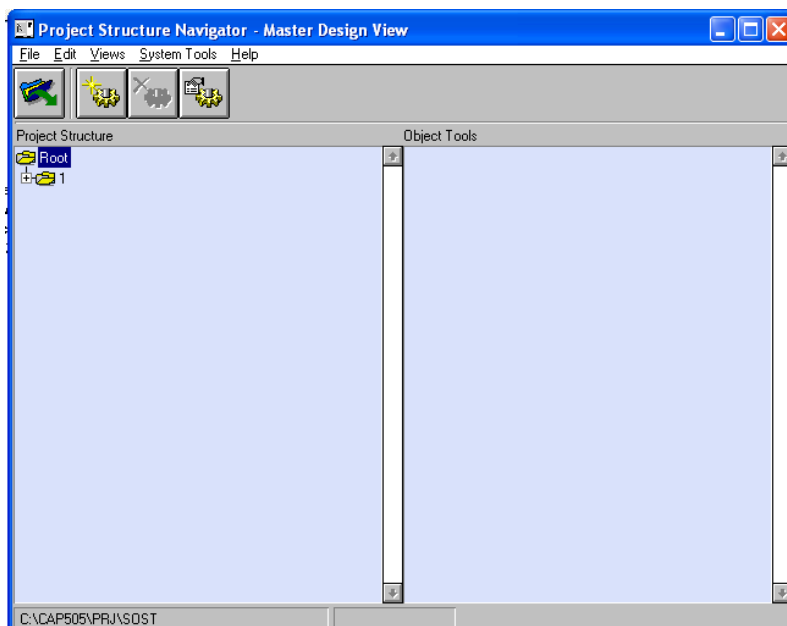 Project Structure Navigator - Master Design View
File Edit Views System Tools Help
Project Structure Object Tools
Root
1
C:\CAP505\PRJ\SOST